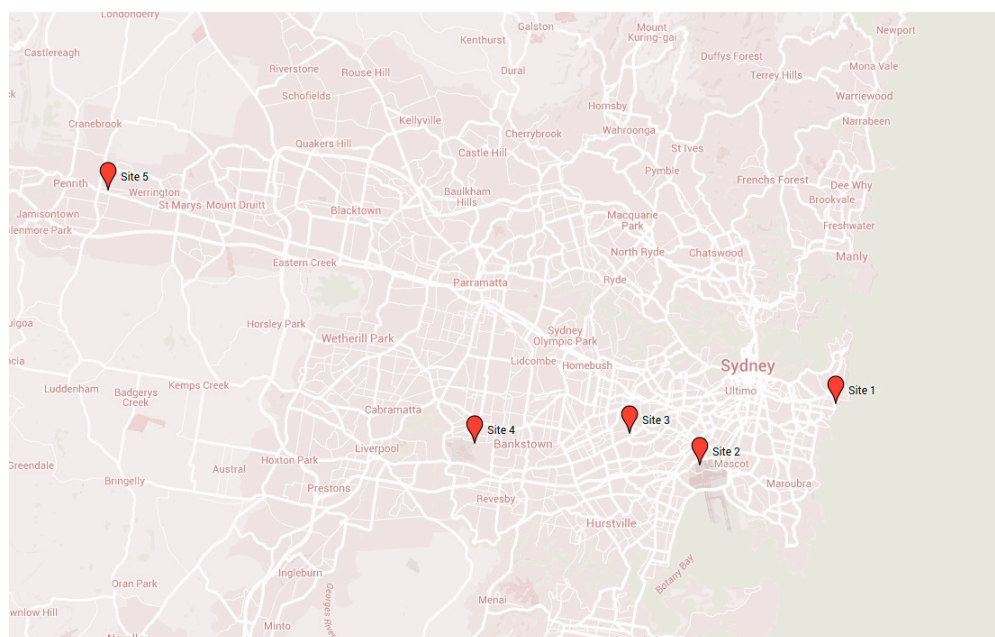 Londonderry
Galston
Mount
Kuring-gai
Newport
Castlereagh
Kenthurst
Duffys Forest
Terrey Hills
Mona Vale
Riverstone
Rouse Hill
Dural
Schofields
Hornsby
Warriewood
Cranebrook
Kellyville
Cherrybrook
Wahroonga
Narrabeen
Quakers Hill
Castle Hill
St Ives
Pymble
Site 5
Penrith
Werrington
Frenchs Forest
Dee Why
St Marys
Mount Druitt
Baulkham
Hills
Brookvale
Jamisontown
Blacktown
Macquarie
Park
Freshwater
Glenmore Park
North Ryde
Chatswood
Manly
Eastern Creek
Parramatta
Ryde
ulgoa
Horsley Park
Sydney
Olympic Park
Wetherill Park
Lidcombe
Homebush
Sydney
Luddenham
Badgerys
Creek
Kemps Creek
Ultimo
Site 1
Cabramatta
Site 3
Site 4
Bankstown
Liverpool
Site 2
Mascot
Greendale
Austral
Hoxton Park
Bringelly
Prestons
Revesby
Maroubra
Hurstville
Botany Bay
Ingleburn
Oran Park
Georges River
Menai
wnlow Hill
Minto